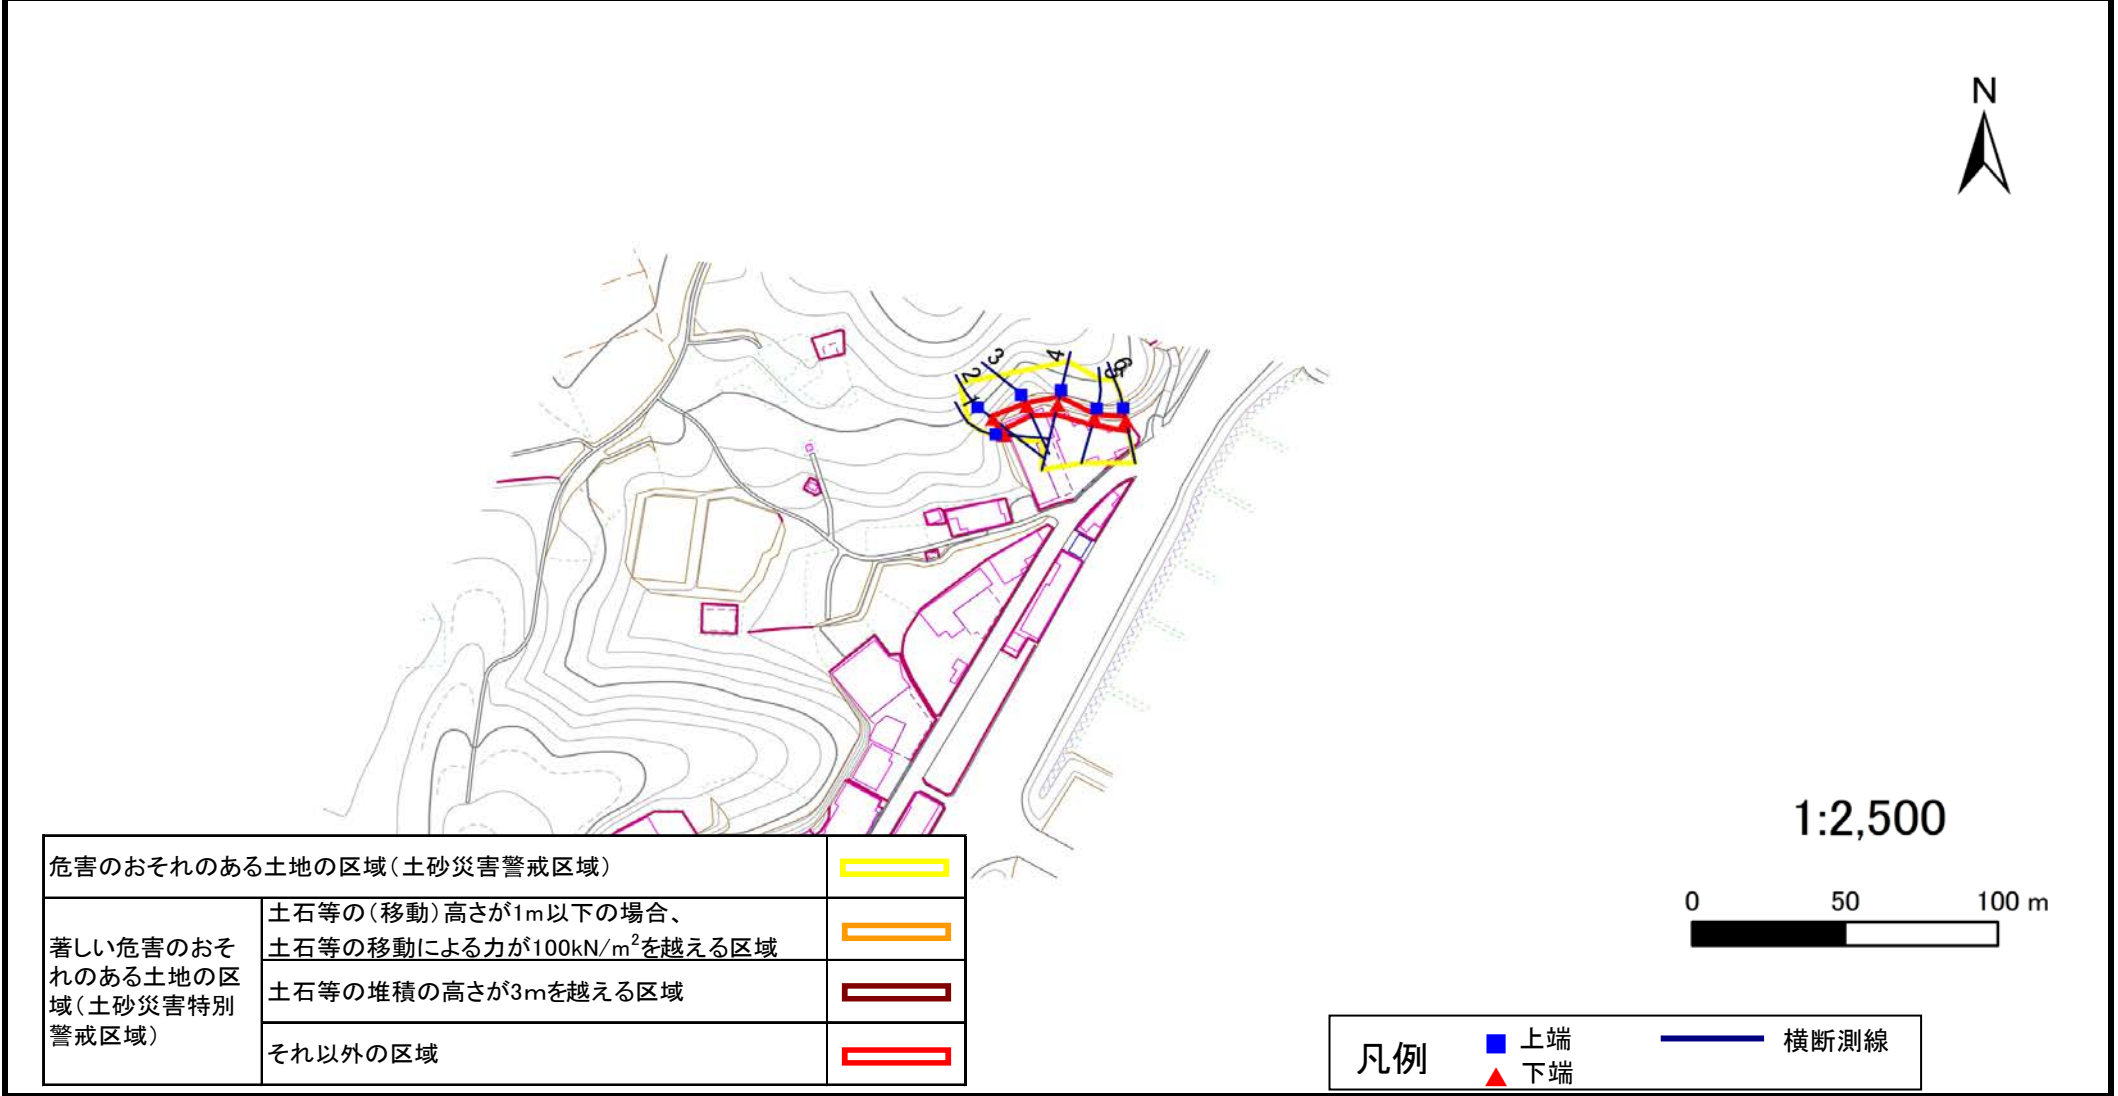 N
3
4
2
1
5
6
1:2,500
0 50 100 m
危害のおそれのある土地の区域(土砂災害警戒区域)
著しい危害のおそ
れのある土地の区
域(土砂災害特別
警戒区域)
土石等の(移動)高さが1m以下の場合、
土石等の移動による力が100kN/m²を越える区域
土石等の堆積の高さが3mを越える区域
それ以外の区域
凡例
上端
下端
横断測線